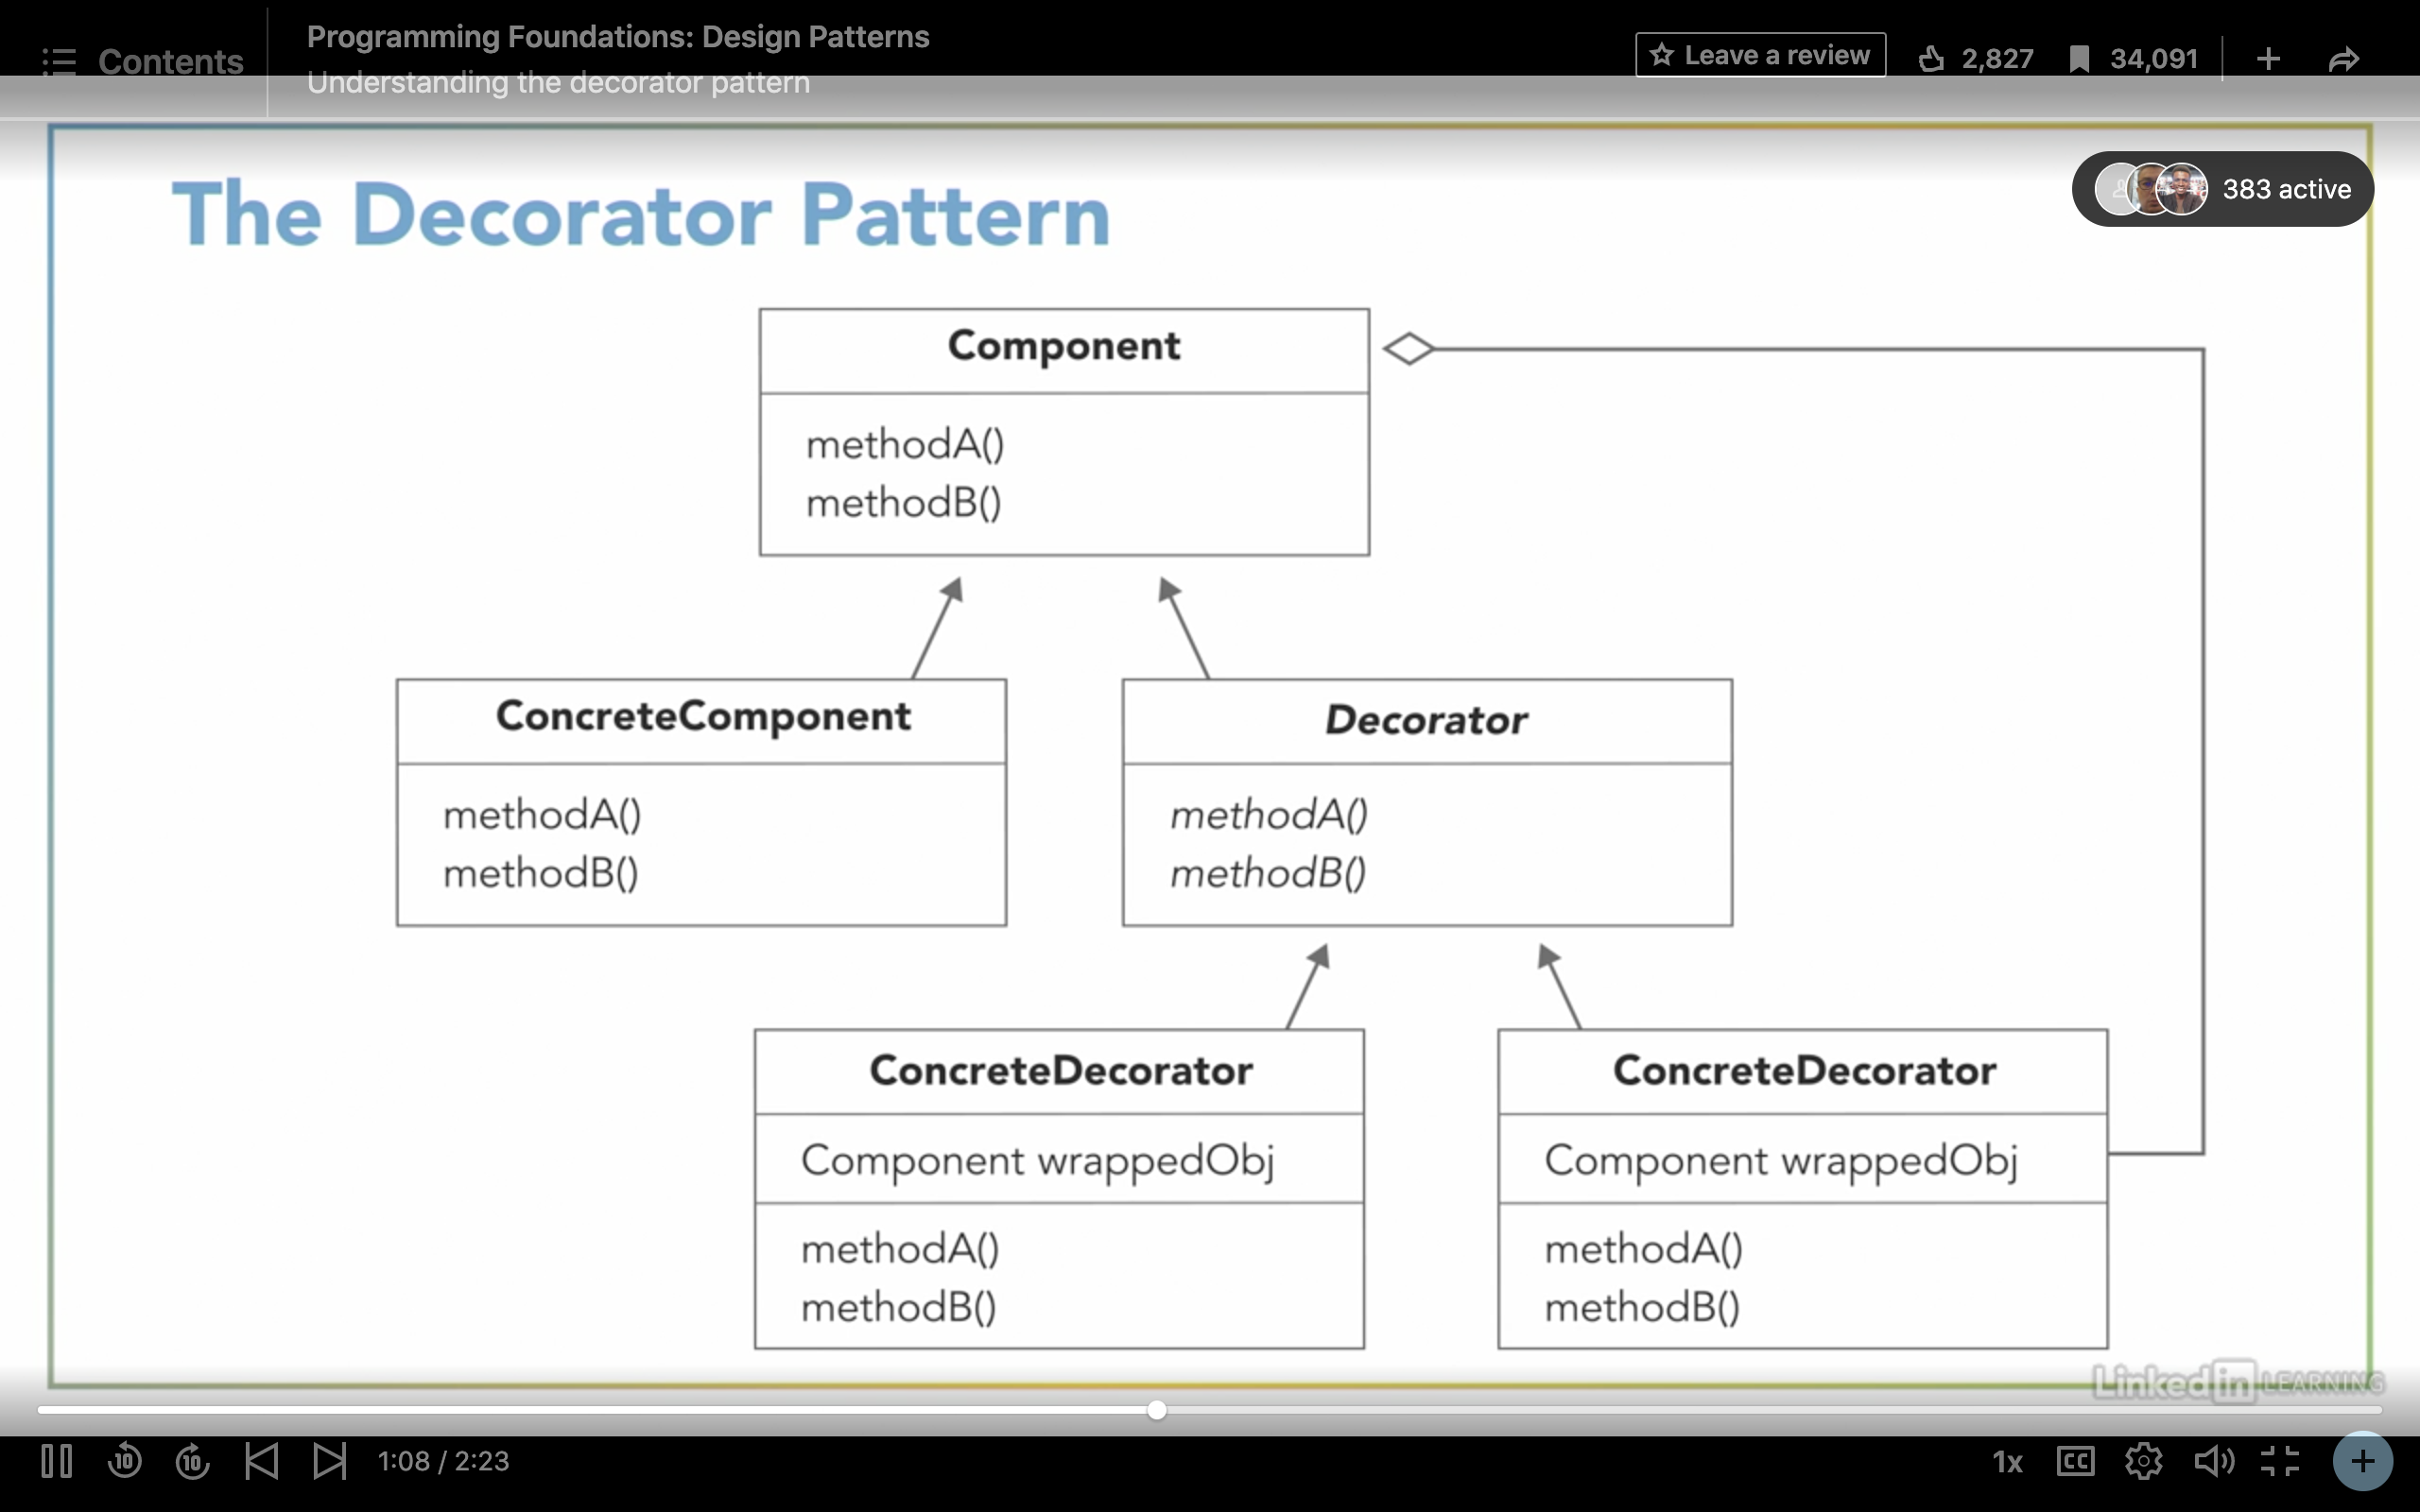 Contents
Programming Foundations: Design Patterns
Understanding the decorator pattern
Leave a review
2,827
34,091
383 active
The Decorator Pattern
Component
methodA()
methodB()
ConcreteComponent
methodA()
methodB()
Decorator
methodA()
methodB()
ConcreteDecorator
Component wrappedObj
methodA()
methodB()
ConcreteDecorator
Component wrappedObj
methodA()
methodB()
Linked in LEARNING
10
10
1:08 / 2:23
1x
CC